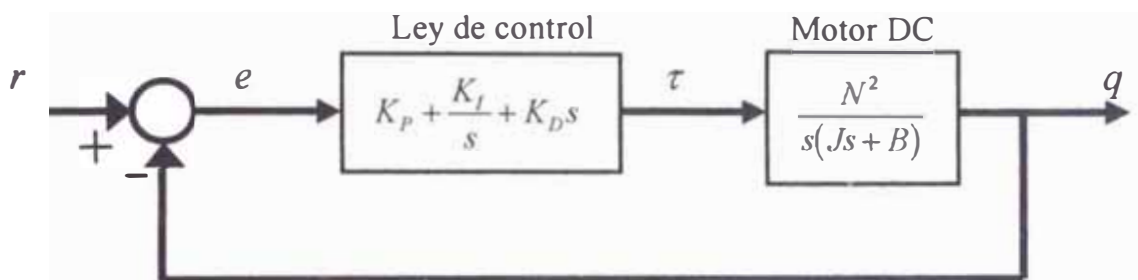 Ley de control
Motor DC
r
e
K_P + K_I/s + K_D s
τ
N²/s(Js + B)
q
+
-